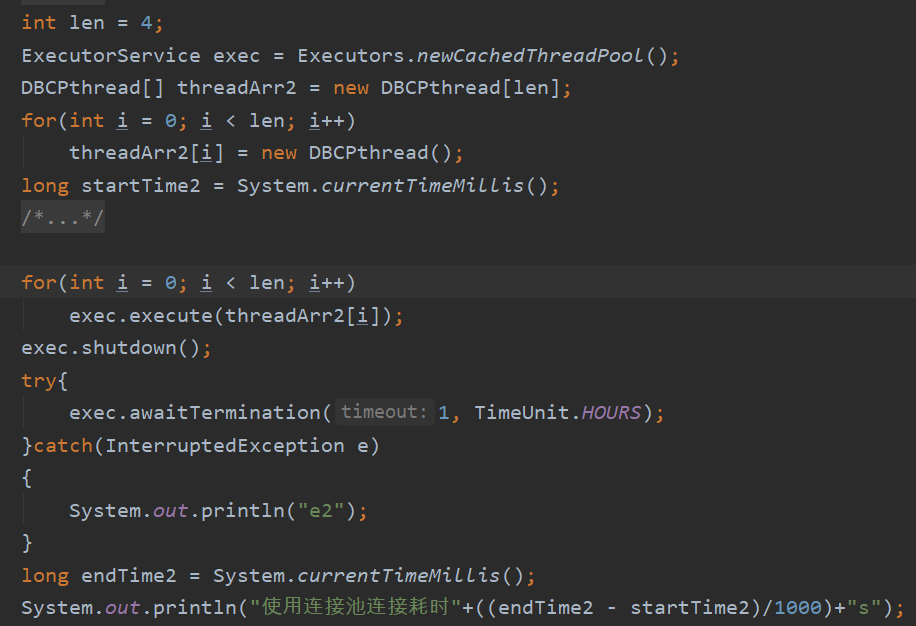 int len = 4;
ExecutorService exec = Executors.newCachedThreadPool();
DBCPthread[] threadArr2 = new DBCPthread[len];
for(int i = 0; i < len; i++)
    threadArr2[i] = new DBCPthread();
long startTime2 = System.currentTimeMillis();
/*...*/
for(int i = 0; i < len; i++)
    exec.execute(threadArr2[i]);
exec.shutdown();
try{
    exec.awaitTermination( timeout: 1, TimeUnit.HOURS);
}catch(InterruptedException e)
{
    System.out.println("e2");
}
long endTime2 = System.currentTimeMillis();
System.out.println("使用连接池连接耗时"+((endTime2 - startTime2)/1000)+"s");